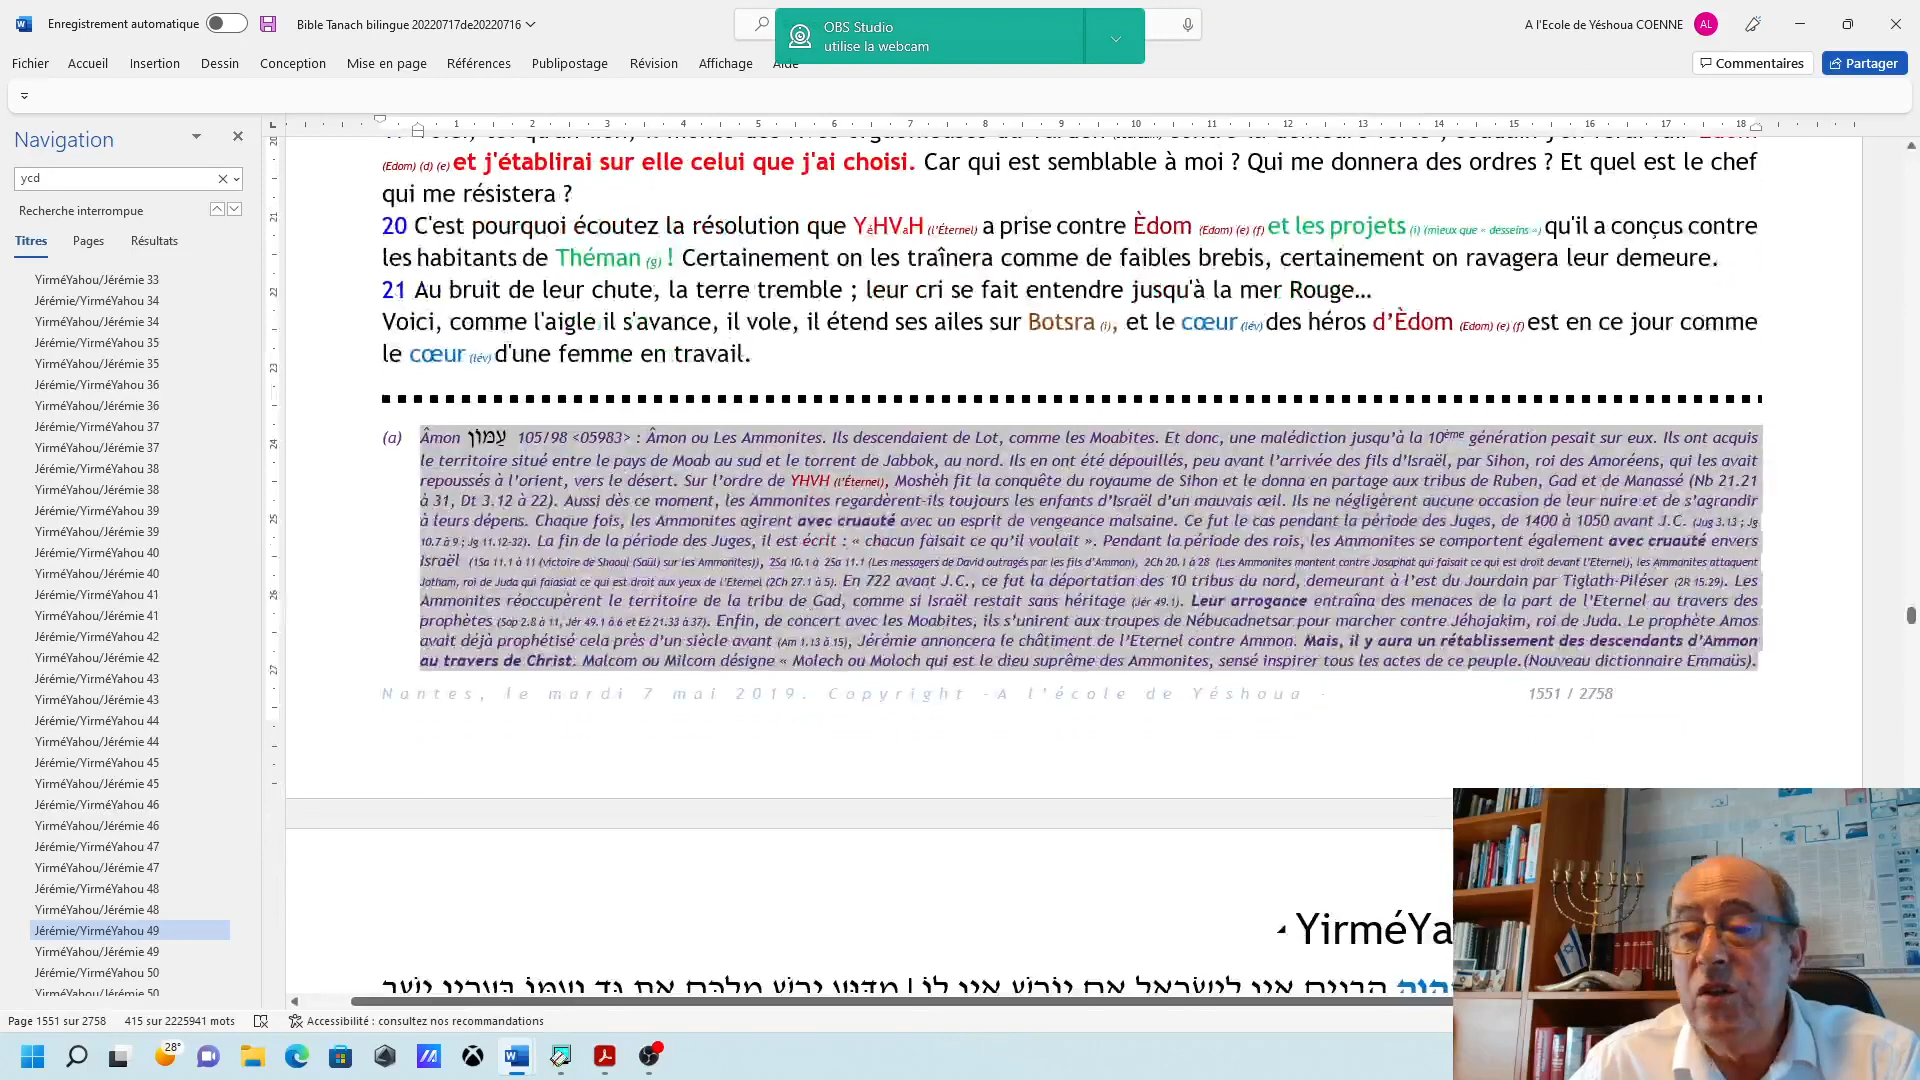 Enregistrement automatique
Bible Tanach bilingue 20220717de20220716
OBS Studio
utilise la webcam
A l'Ecole de Yéshoua COENNE
AL
Fichier Accueil Insertion Dessin Conception Mise en page Références Publipostage Révision Affichage Aide
Commentaires
Partager
Navigation
ycd
Recherche interrompue
Titres Pages Résultats
YirméYahou/Jérémie 33
Jérémie/YirméYahou 34
YirméYahou/Jérémie 34
Jérémie/YirméYahou 35
YirméYahou/Jérémie 35
Jérémie/YirméYahou 36
YirméYahou/Jérémie 36
Jérémie/YirméYahou 37
YirméYahou/Jérémie 37
Jérémie/YirméYahou 38
YirméYahou/Jérémie 38
Jérémie/YirméYahou 39
YirméYahou/Jérémie 39
Jérémie/YirméYahou 40
YirméYahou/Jérémie 40
Jérémie/YirméYahou 41
YirméYahou/Jérémie 41
Jérémie/YirméYahou 42
YirméYahou/Jérémie 42
Jérémie/YirméYahou 43
YirméYahou/Jérémie 43
Jérémie/YirméYahou 44
YirméYahou/Jérémie 44
Jérémie/YirméYahou 45
YirméYahou/Jérémie 45
Jérémie/YirméYahou 46
YirméYahou/Jérémie 46
Jérémie/YirméYahou 47
YirméYahou/Jérémie 47
Jérémie/YirméYahou 48
YirméYahou/Jérémie 48
Jérémie/YirméYahou 49
YirméYahou/Jérémie 49
Jérémie/YirméYahou 50
YirméYahou/Jérémie 50
(Edom) (d) (e) et j'établirai sur elle celui que j'ai choisi. Car qui est semblable à moi ? Qui me donnera des ordres ? Et quel est le chef
qui me résistera ?
20 C'est pourquoi écoutez la résolution que YèHVaH (l'Éternel) a prise contre Èdom (Edom) (e) (f) et les projets (i) (mieux que « desseins ») qu'il a conçus contre
les habitants de Théman (g) ! Certainement on les traînera comme de faibles brebis, certainement on ravagera leur demeure.
21 Au bruit de leur chute, la terre tremble ; leur cri se fait entendre jusqu'à la mer Rouge...
Voici, comme l'aigle il s'avance, il vole, il étend ses ailes sur Botsra (i), et le cœur (lév) des héros d'Èdom (Edom) (e) (f) est en ce jour comme
le cœur (lév) d'une femme en travail.
(a) Âmon עַמּוֹן 105/98 <05983> : Âmon ou Les Ammonites. Ils descendaient de Lot, comme les Moabites. Et donc, une malédiction jusqu'à la 10ème génération pesait sur eux. Ils ont acquis
le territoire situé entre le pays de Moab au sud et le torrent de Jabbok, au nord. Ils en ont été dépouillés, peu avant l'arrivée des fils d'Israël, par Sihon, roi des Amoréens, qui les avait
repoussés à l'orient, vers le désert. Sur l'ordre de YHVH (l'Éternel), Moshèh fit la conquête du royaume de Sihon et le donna en partage aux tribus de Ruben, Gad et de Manassé (Nb 21.21
à 31, Dt 3.12 à 22). Aussi dès ce moment, les Ammonites regardèrent-ils toujours les enfants d'Israël d'un mauvais œil. Ils ne négligèrent aucune occasion de leur nuire et de s'agrandir
à leurs dépens. Chaque fois, les Ammonites agirent avec cruauté avec un esprit de vengeance malsaine. Ce fut le cas pendant la période des Juges, de 1400 à 1050 avant J.C. (Jug 3.13 ; Jg
10.7 à 9 ; Jg 11.12-32). La fin de la période des Juges, il est écrit : « chacun faisait ce qu'il voulait ». Pendant la période des rois, les Ammonites se comportent également avec cruauté envers
Israël (1Sa 11.1 à 11 (victoire de Shaoul (Saül) sur les Ammonites)), 2Sa 10.1 à 2Sa 11.1 (Les messagers de David outragés par les fils d'Ammon), 2Ch 20.1 à 28 (Les Ammonites montent contre Josaphat qui faisait ce qui est droit devant l'Eternel), les Ammonites attaquent
Jotham, roi de Juda qui faisait ce qui est droit aux yeux de l'Eternel (2Ch 27.1 à 5). En 722 avant J.C., ce fut la déportation des 10 tribus du nord, demeurant à l'est du Jourdain par Tiglath-Piléser (2R 15.29). Les
Ammonites réoccupèrent le territoire de la tribu de Gad, comme si Israël restait sans héritage (Jér 49.1). Leur arrogance entraîna des menaces de la part de l'Eternel au travers des
prophètes (Sop 2.8 à 11, Jér 49.1 à 6 et Ez 21.33 à 37). Enfin, de concert avec les Moabites, ils s'unirent aux troupes de Nébucadnetsar pour marcher contre Jéhojakim, roi de Juda. Le prophète Amos
avait déjà prophétisé cela près d'un siècle avant (Am 1.13 à 15), Jérémie annoncera le châtiment de l'Eternel contre Ammon. Mais, il y aura un rétablissement des descendants d'Ammon
au travers de Christ. Malcom ou Milcom désigne « Molech ou Moloch qui est le dieu suprême des Ammonites, sensé inspirer tous les actes de ce peuple.(Nouveau dictionnaire Emmaüs).
Nantes, le mardi 7 mai 2019. Copyright -A l'école de Yéshoua - 1551 / 2758
YirméYa
Page 1551 sur 2758 415 sur 2225941 mots Accessibilité : consultez nos recommandations
28°